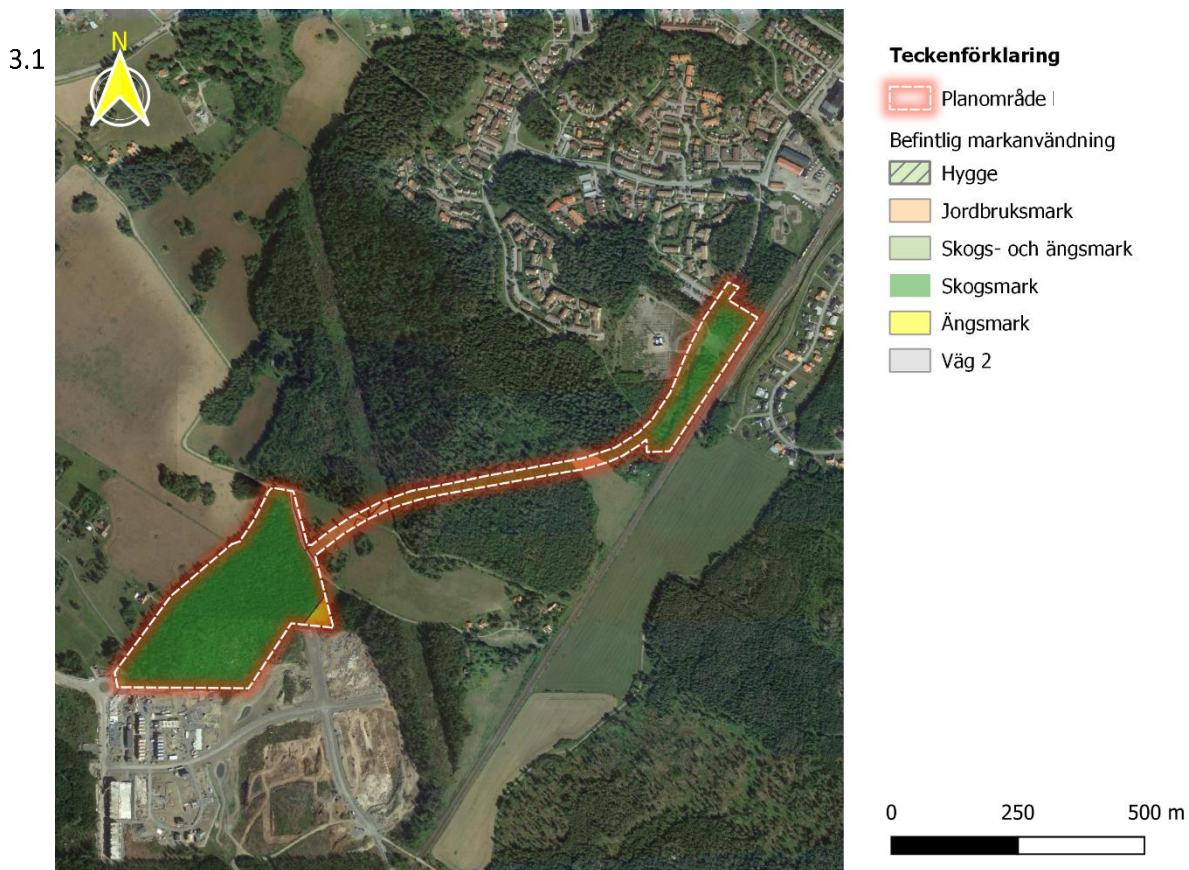 3.1
N
Teckenförklaring
Planområde
Befintlig markanvändning
Hygge
Jordbruksmark
Skogs- och ängsmark
Skogsmark
Ängsmark
Väg 2
0 250 500 m